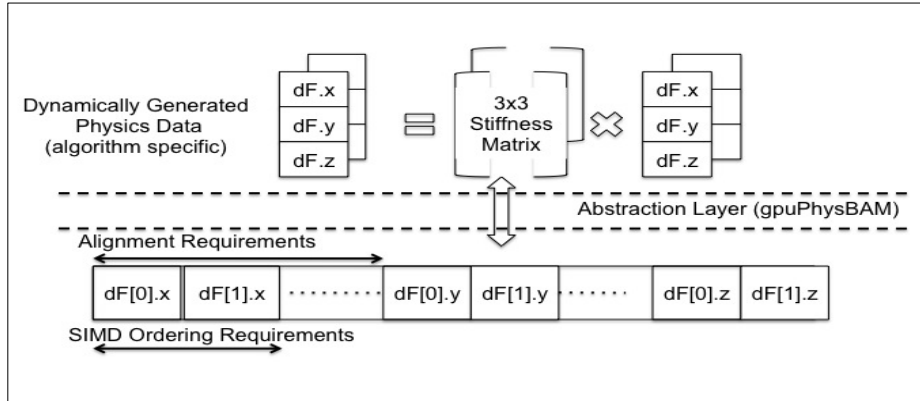 Dynamically Generated
Physics Data
(algorithm specific)
dF.x
dF.y
dF.z
3x3
Stiffness
Matrix
dF.x
dF.y
dF.z
Abstraction Layer (gpuPhysBAM)
Alignment Requirements
dF[0].x dF[1].x ........ dF[0].y dF[1].y ...... dF[0].z dF[1].z
SIMD Ordering Requirements